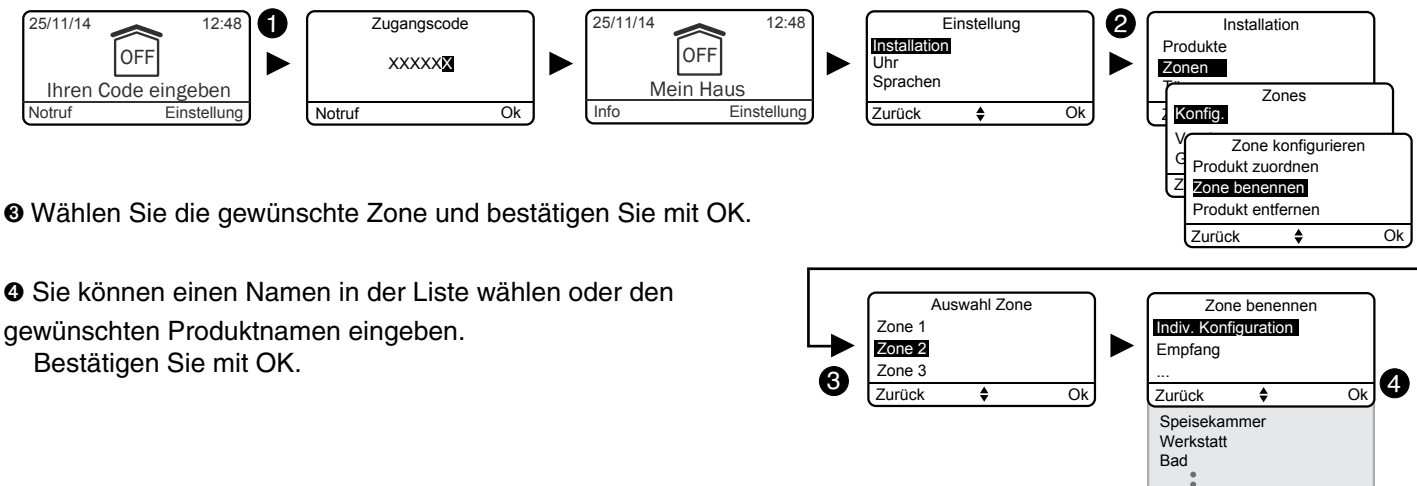 25/11/14 12:48
OFF
Ihren Code eingeben
Notruf Einstellung
❶
Zugangscode
XXXXXX
Notruf Ok
25/11/14 12:48
OFF
Mein Haus
Info Einstellung
Einstellung
Installation
Uhr
Sprachen
Zurück Ok
❷
Installation
Produkte
Zonen
Zones
Konfig.
Zone konfigurieren
Produkt zuordnen
Zone benennen
Produkt entfernen
Zurück Ok
❸ Wählen Sie die gewünschte Zone und bestätigen Sie mit OK.
❹ Sie können einen Namen in der Liste wählen oder den
gewünschten Produktnamen eingeben.
Bestätigen Sie mit OK.
❸
Auswahl Zone
Zone 1
Zone 2
Zone 3
Zurück Ok
Zone benennen
Indiv. Konfiguration
Empfang
...
Zurück Ok
❹
Speisekammer
Werkstatt
Bad